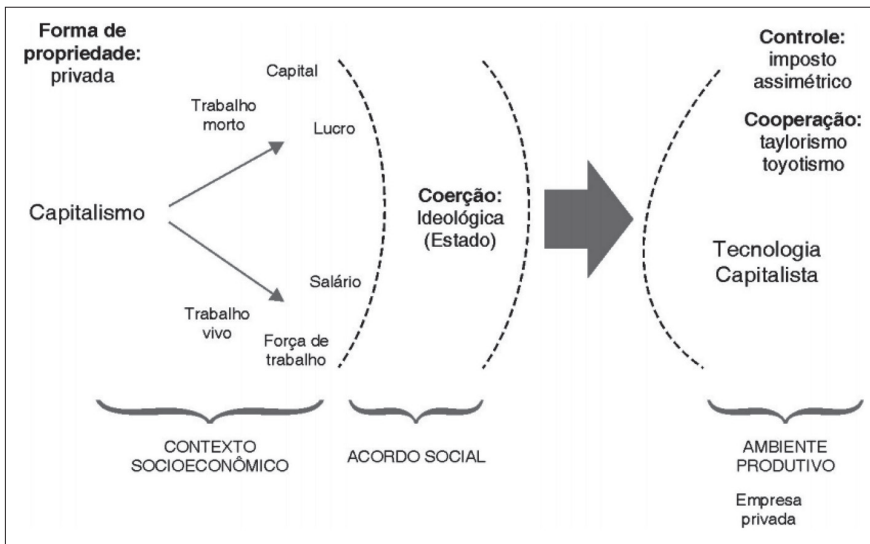 Forma de
propriedade:
privada
Capital
Trabalho
morto
Lucro
Capitalismo
Salário
Trabalho
vivo
Força de
trabalho
Coerção:
Ideológica
(Estado)
Controle:
imposto
assimétrico
Cooperação:
taylorismo
toyotismo
Tecnologia
Capitalista
CONTEXTO
SOCIOECONÔMICO
ACORDO SOCIAL
AMBIENTE
PRODUTIVO
Empresa
privada